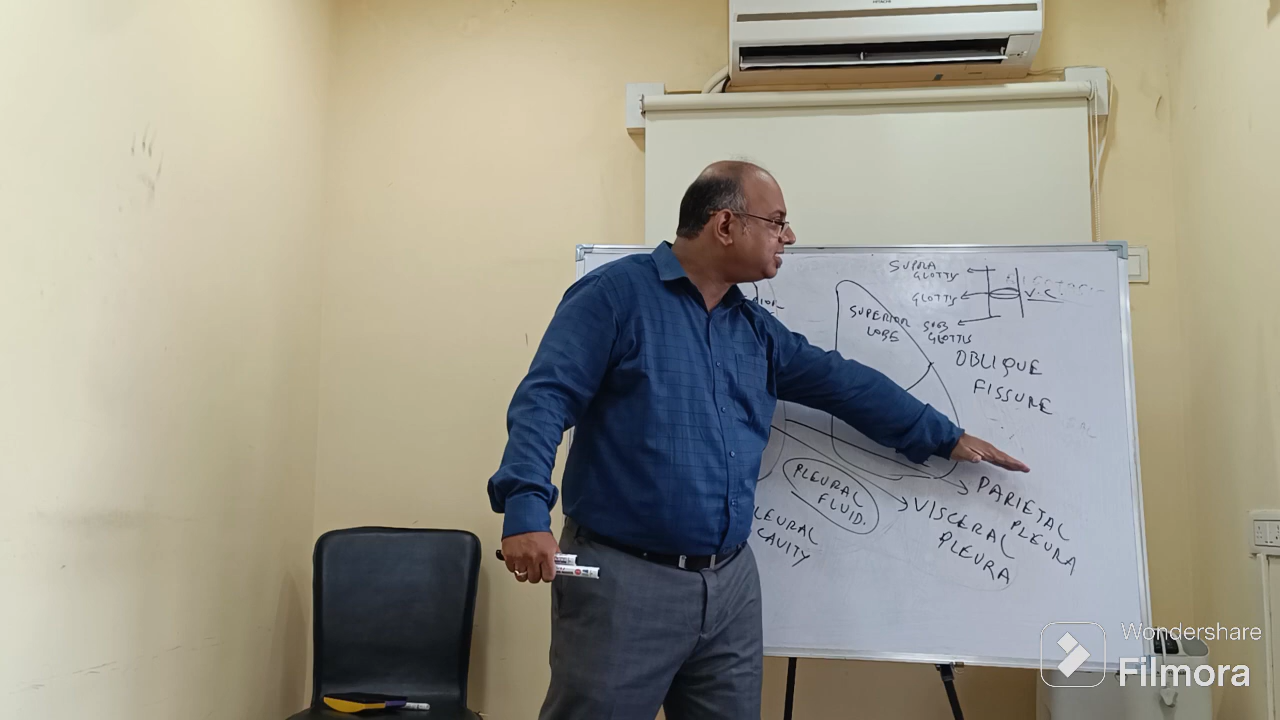 HITACHI
SUPRA
GLOTTIS
GLOTTIS
V.C.
SUB
GLOTTIS
SUPERIOR
LOBE
OBLIQUE
FISSURE
PLEURAL
FLUID.
PARIETAL
PLEURA
VISCERAL
PLEURA
LEURAL
CAVITY
Wondershare
Filmora